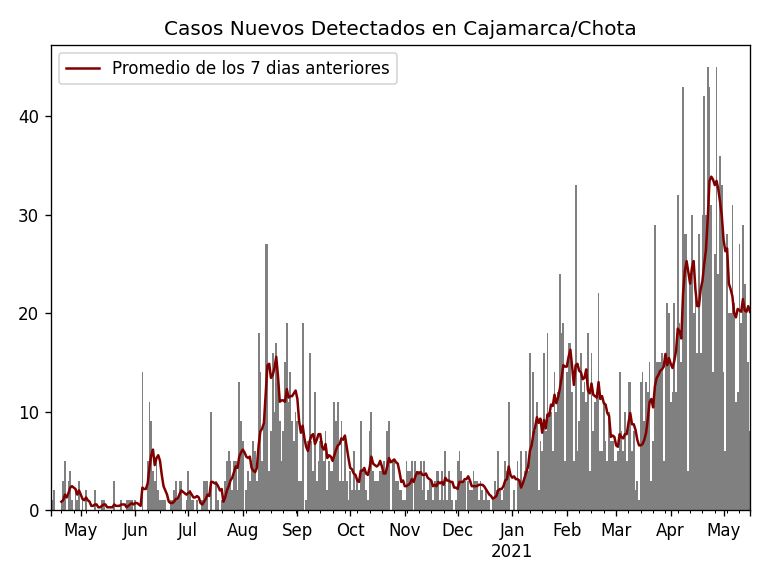 Casos Nuevos Detectados en Cajamarca/Chota
Promedio de los 7 dias anteriores
40
30
20
10
0
May Jun Jul Aug Sep Oct Nov Dec Jan Feb Mar Apr May
2021